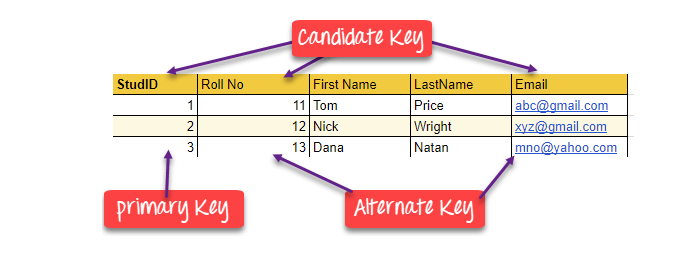 Candidate Key
StudID Roll No First Name LastName Email
1 11 Tom Price abc@gmail.com
2 12 Nick Wright xyz@gmail.com
3 13 Dana Natan mno@yahoo.com
primary Key Alternate Key